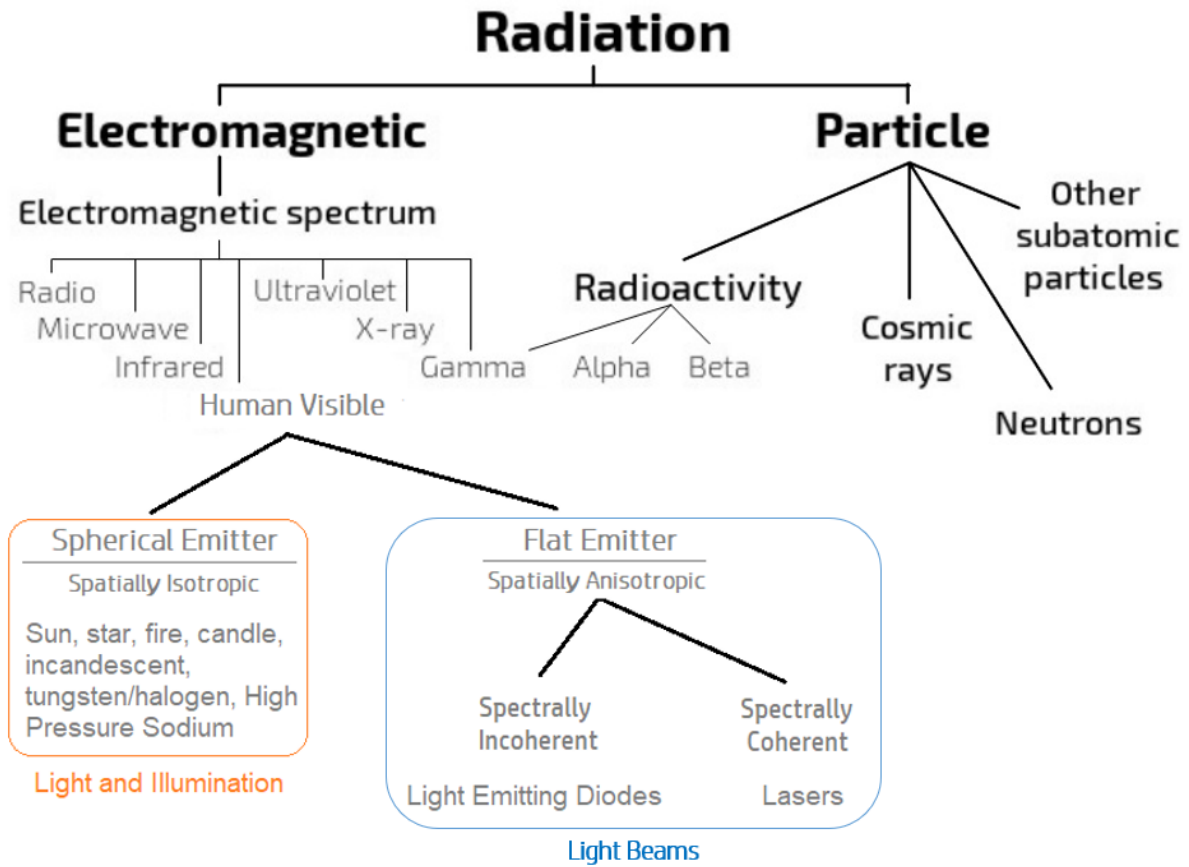 Radiation
Electromagnetic
Particle
Electromagnetic spectrum
Other
subatomic
particles
Radio
Ultraviolet
Radioactivity
Microwave
X-ray
Cosmic
rays
Infrared
Gamma
Alpha
Beta
Human Visible
Neutrons
Spherical Emitter
Spatially Isotropic
Sun, star, fire, candle,
incandescent,
tungsten/halogen, High
Pressure Sodium
Light and Illumination
Flat Emitter
Spatially Anisotropic
Spectrally
Incoherent
Spectrally
Coherent
Light Emitting Diodes
Lasers
Light Beams